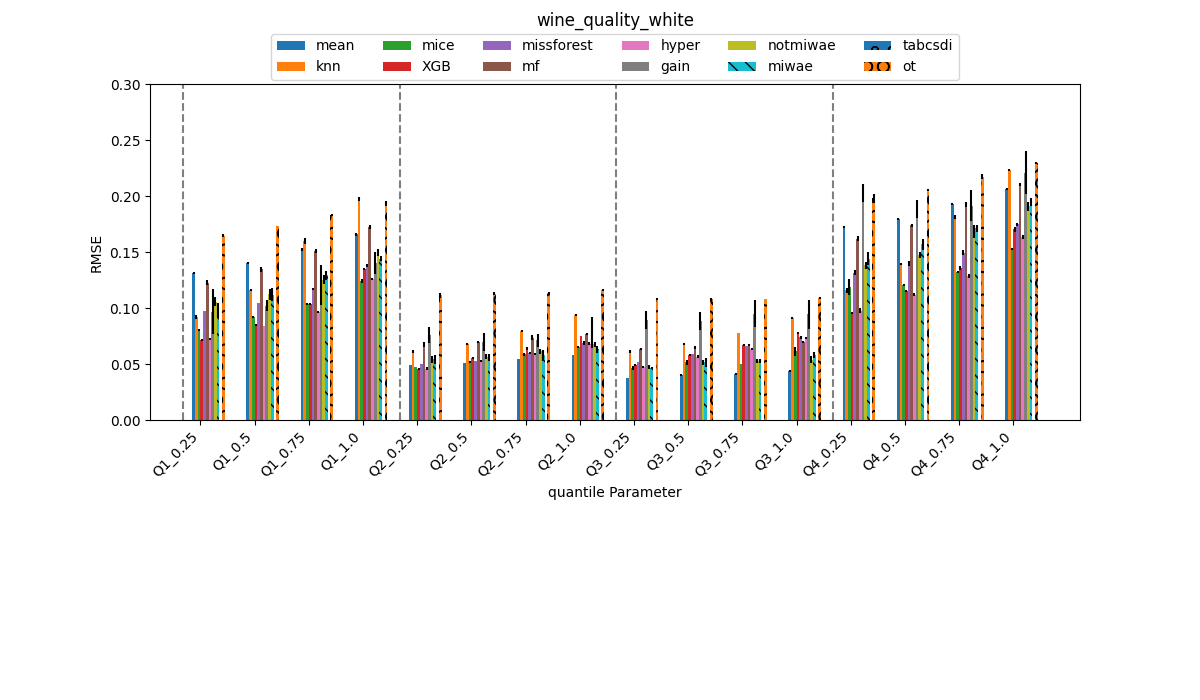 wine_quality_white
mean mice missforest hyper notmiwae tabcsdi
knn XGB mf gain miwae ot
0.30
0.25
0.20
0.15
0.10
0.05
0.00
RMSE
Q1_0.25 Q1_0.5 Q1_0.75 Q1_1.0 Q2_0.25 Q2_0.5 Q2_0.75 Q2_1.0 Q3_0.25 Q3_0.5 Q3_0.75 Q3_1.0 Q4_0.25 Q4_0.5 Q4_0.75 Q4_1.0
quantile Parameter